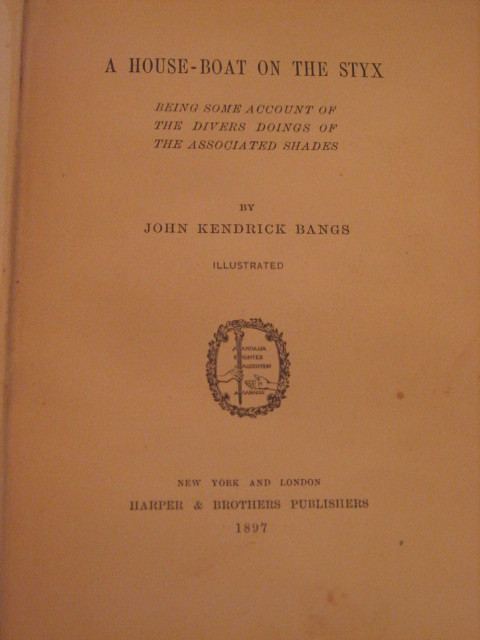 A HOUSE-BOAT ON THE STYX
BEING SOME ACCOUNT OF
THE DIVERS DOINGS OF
THE ASSOCIATED SHADES
BY
JOHN KENDRICK BANGS
ILLUSTRATED
NEW YORK AND LONDON
HARPER & BROTHERS PUBLISHERS
1897